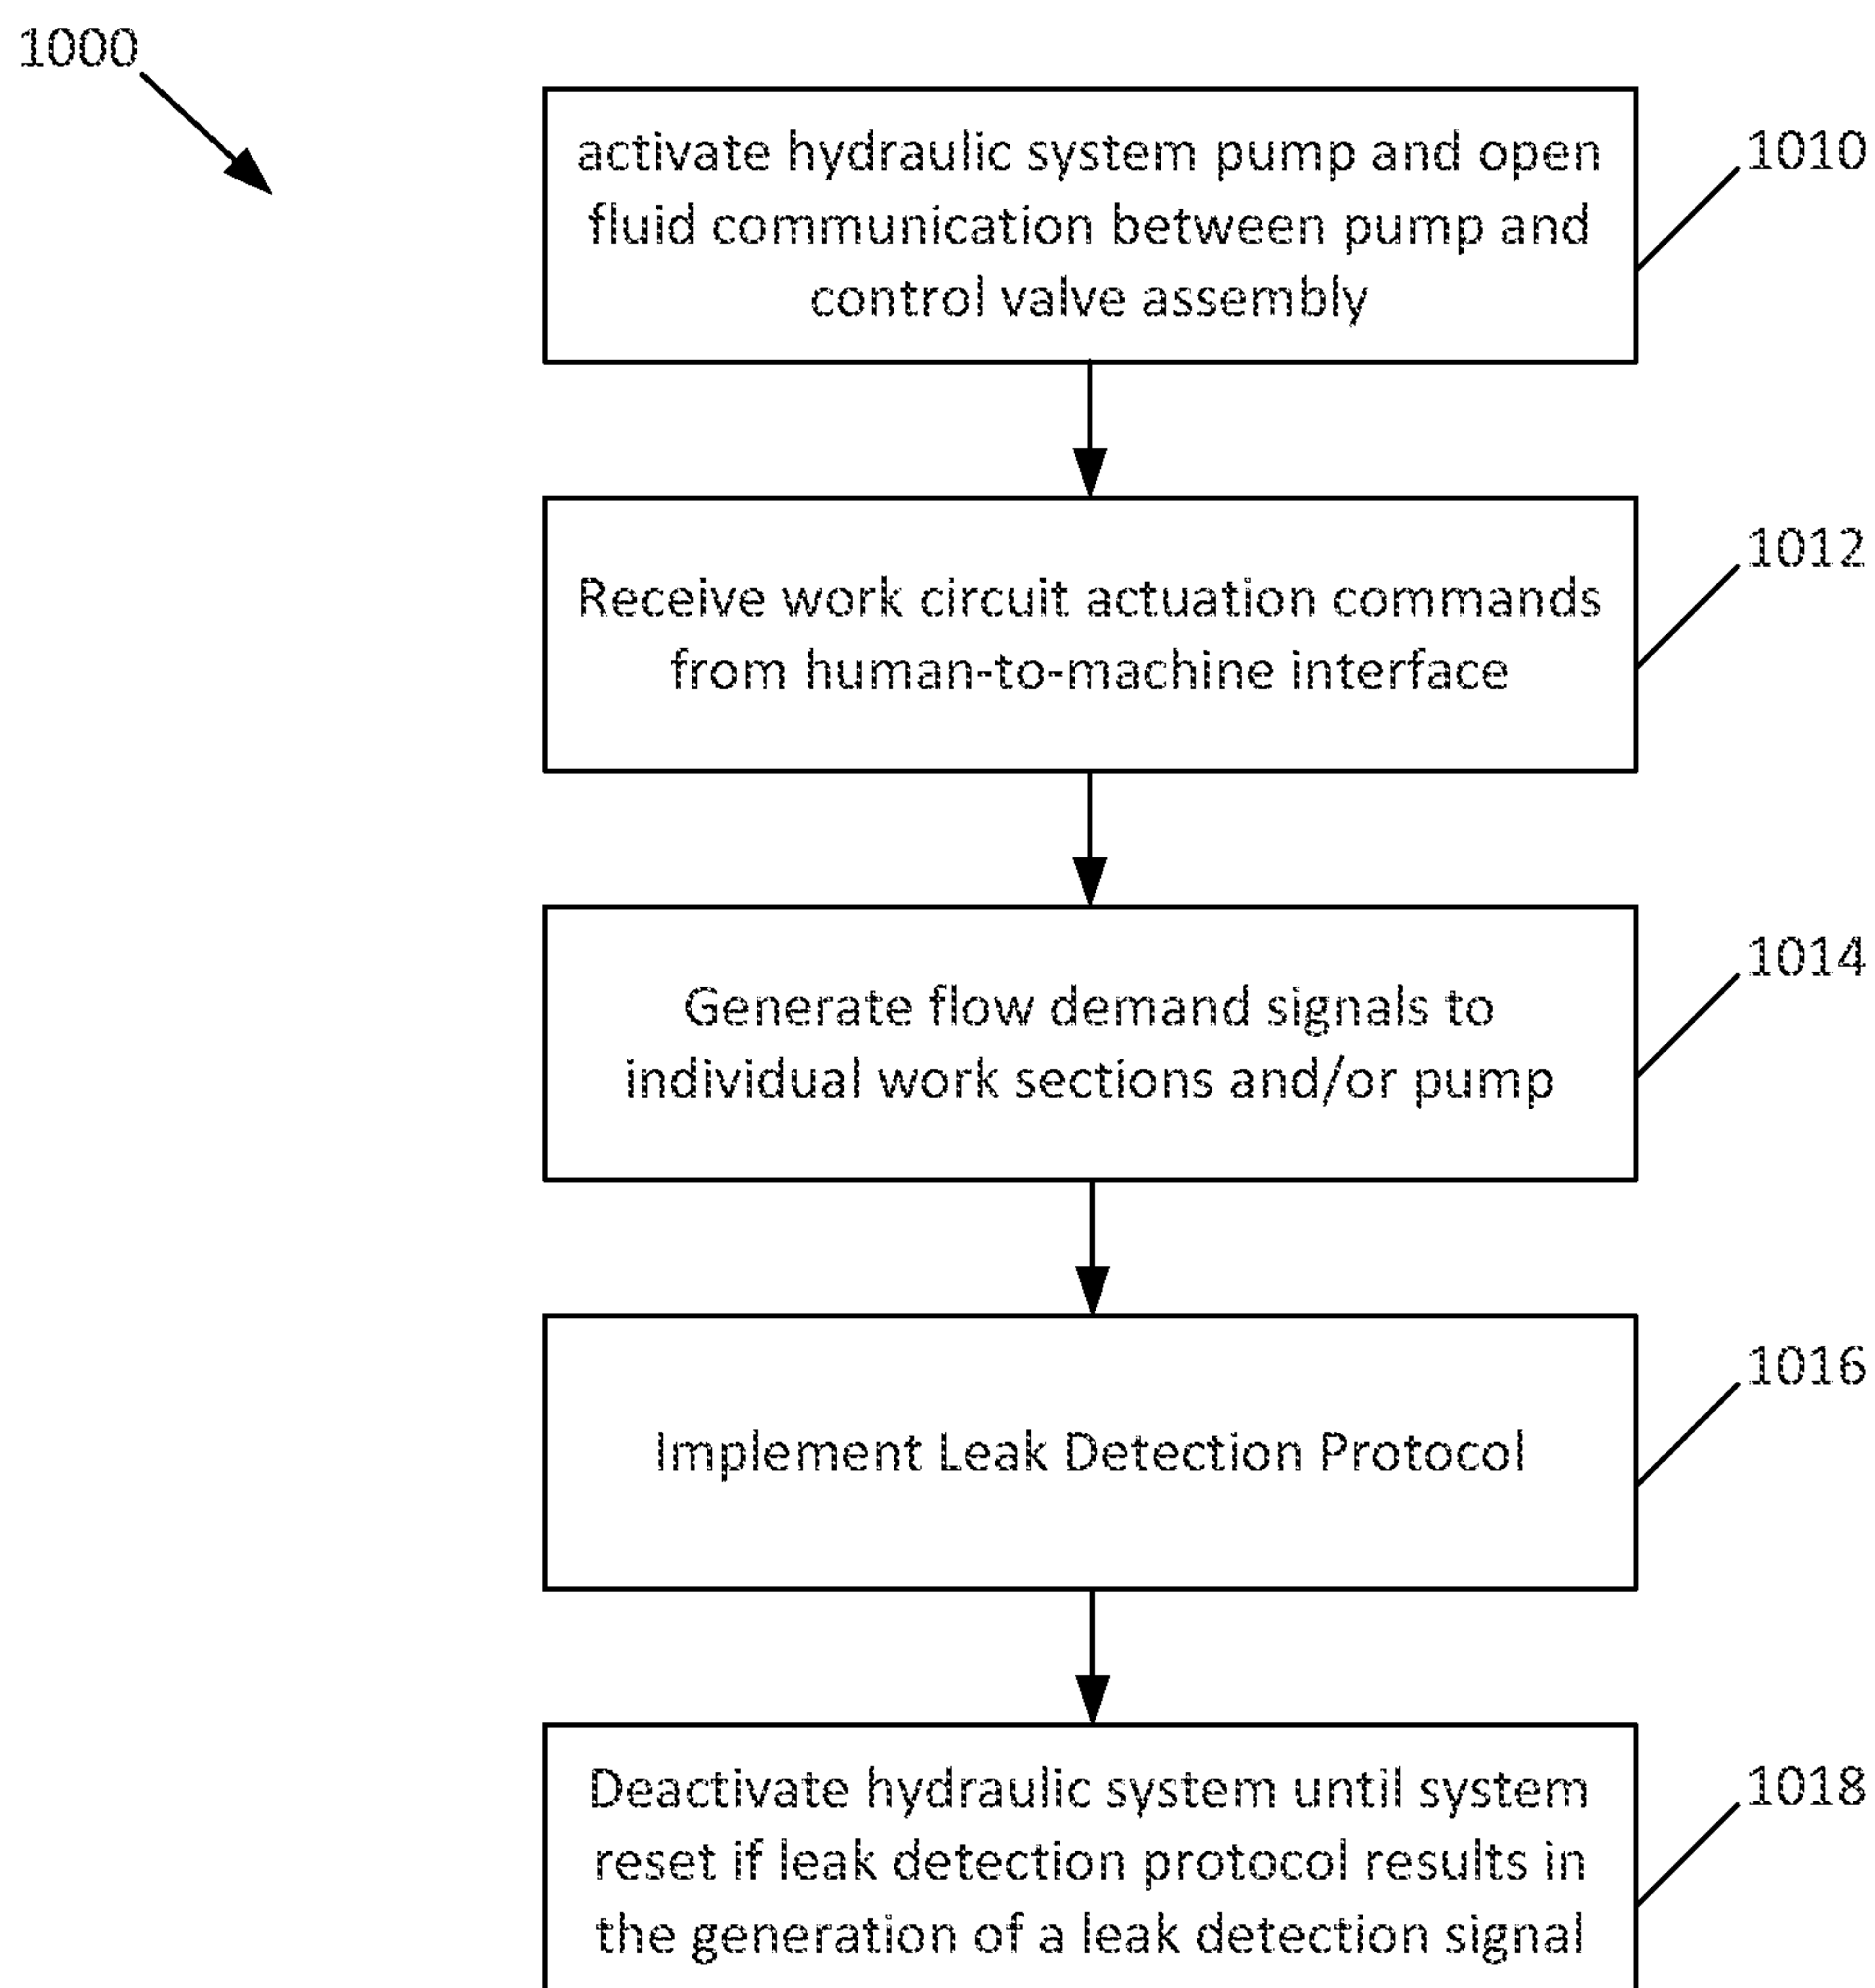 1000
activate hydraulic system pump and open
fluid communication between pump and
control valve assembly
1010
Receive work circuit actuation commands
from human-to-machine interface
1012
Generate flow demand signals to
individual work sections and/or pump
1014
Implement Leak Detection Protocol
1016
Deactivate hydraulic system until system
reset if leak detection protocol results in
the generation of a leak detection signal
1018